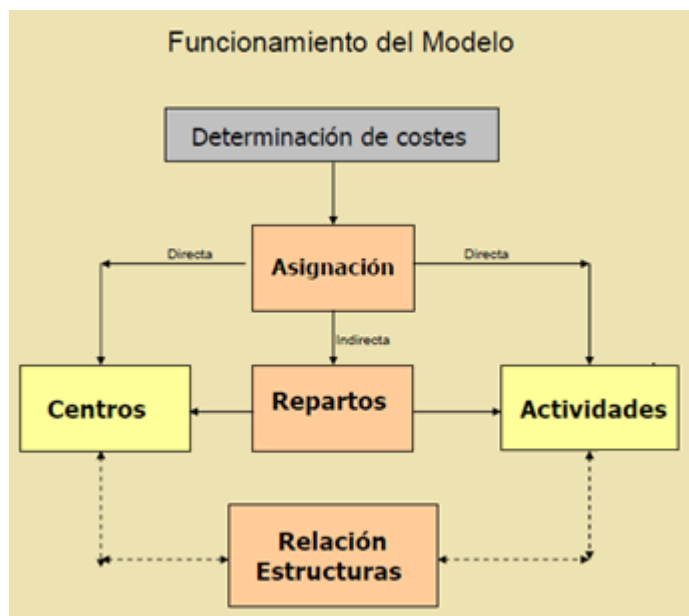 Funcionamiento del Modelo
Determinación de costes
Directa
Asignación
Directa
Indirecta
Centros
Repartos
Actividades
Relación
Estructuras